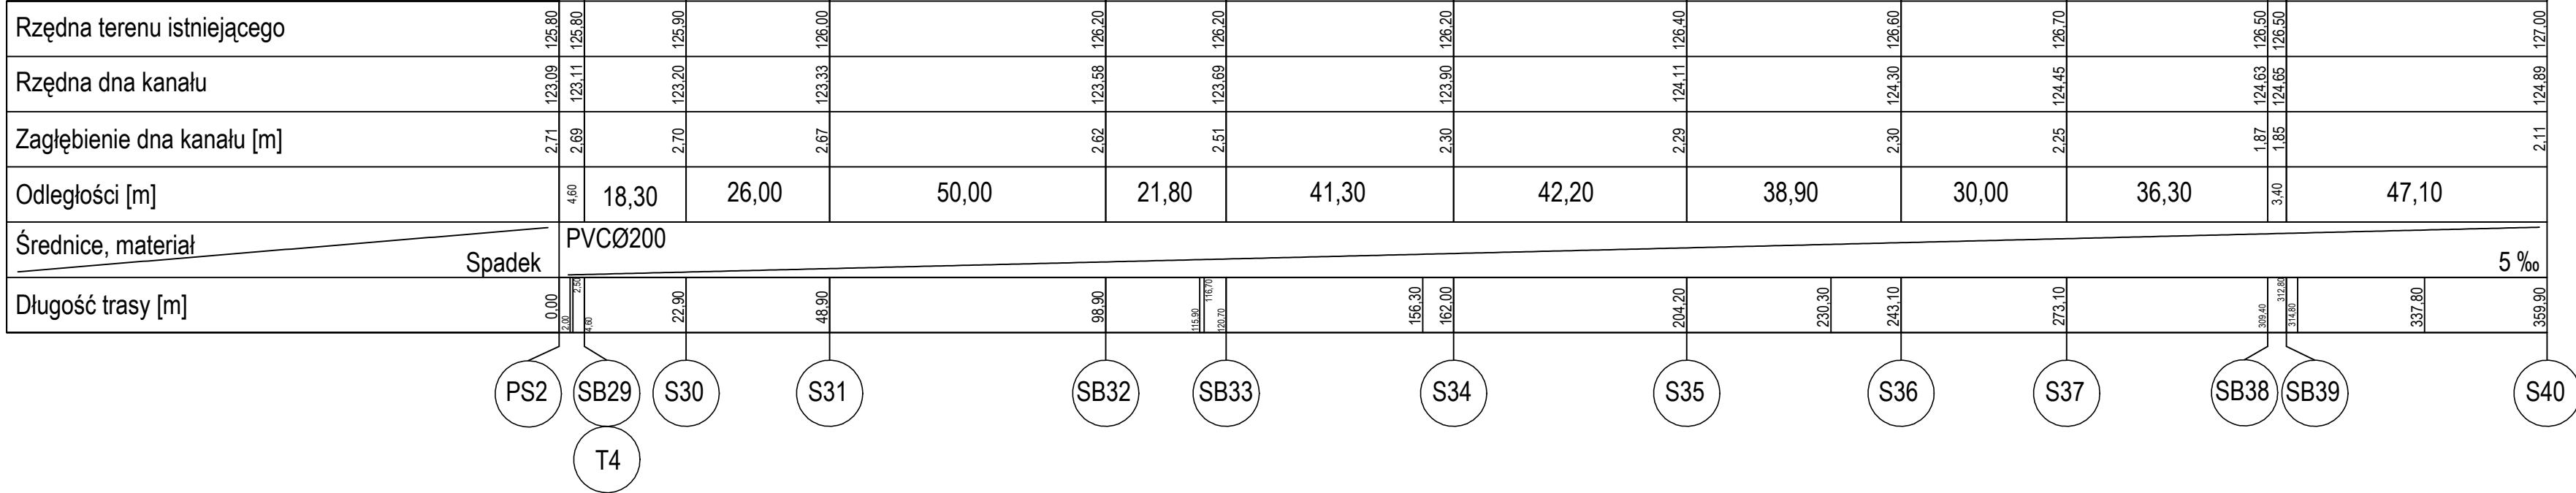 Rzędna terenu istniejącego 125,80 125,80 125,90 126,00 126,20 126,20 126,20 126,40 126,60 126,70 126,50 126,50 127,00
Rzędna dna kanału 123,09 123,11 123,20 123,33 123,58 123,69 123,90 124,11 124,30 124,45 124,63 124,65 124,89
Zagłębienie dna kanału [m] 2,71 2,69 2,70 2,67 2,62 2,51 2,30 2,29 2,30 2,25 1,87 1,85 2,11
Odległości [m] 4,60 18,30 26,00 50,00 21,80 41,30 42,20 38,90 30,00 36,30 3,40 47,10
Średnice, materiał PVCØ200
Spadek 5 ‰
Długość trasy [m] 0,00 2,00 2,50 4,60 22,90 48,90 98,90 115,90 116,70 120,70 156,30 162,00 204,20 230,30 243,10 273,10 309,40 312,80 314,80 337,80 359,90
PS2 SB29 S30 S31 SB32 SB33 S34 S35 S36 S37 SB38 SB39 S40
T4